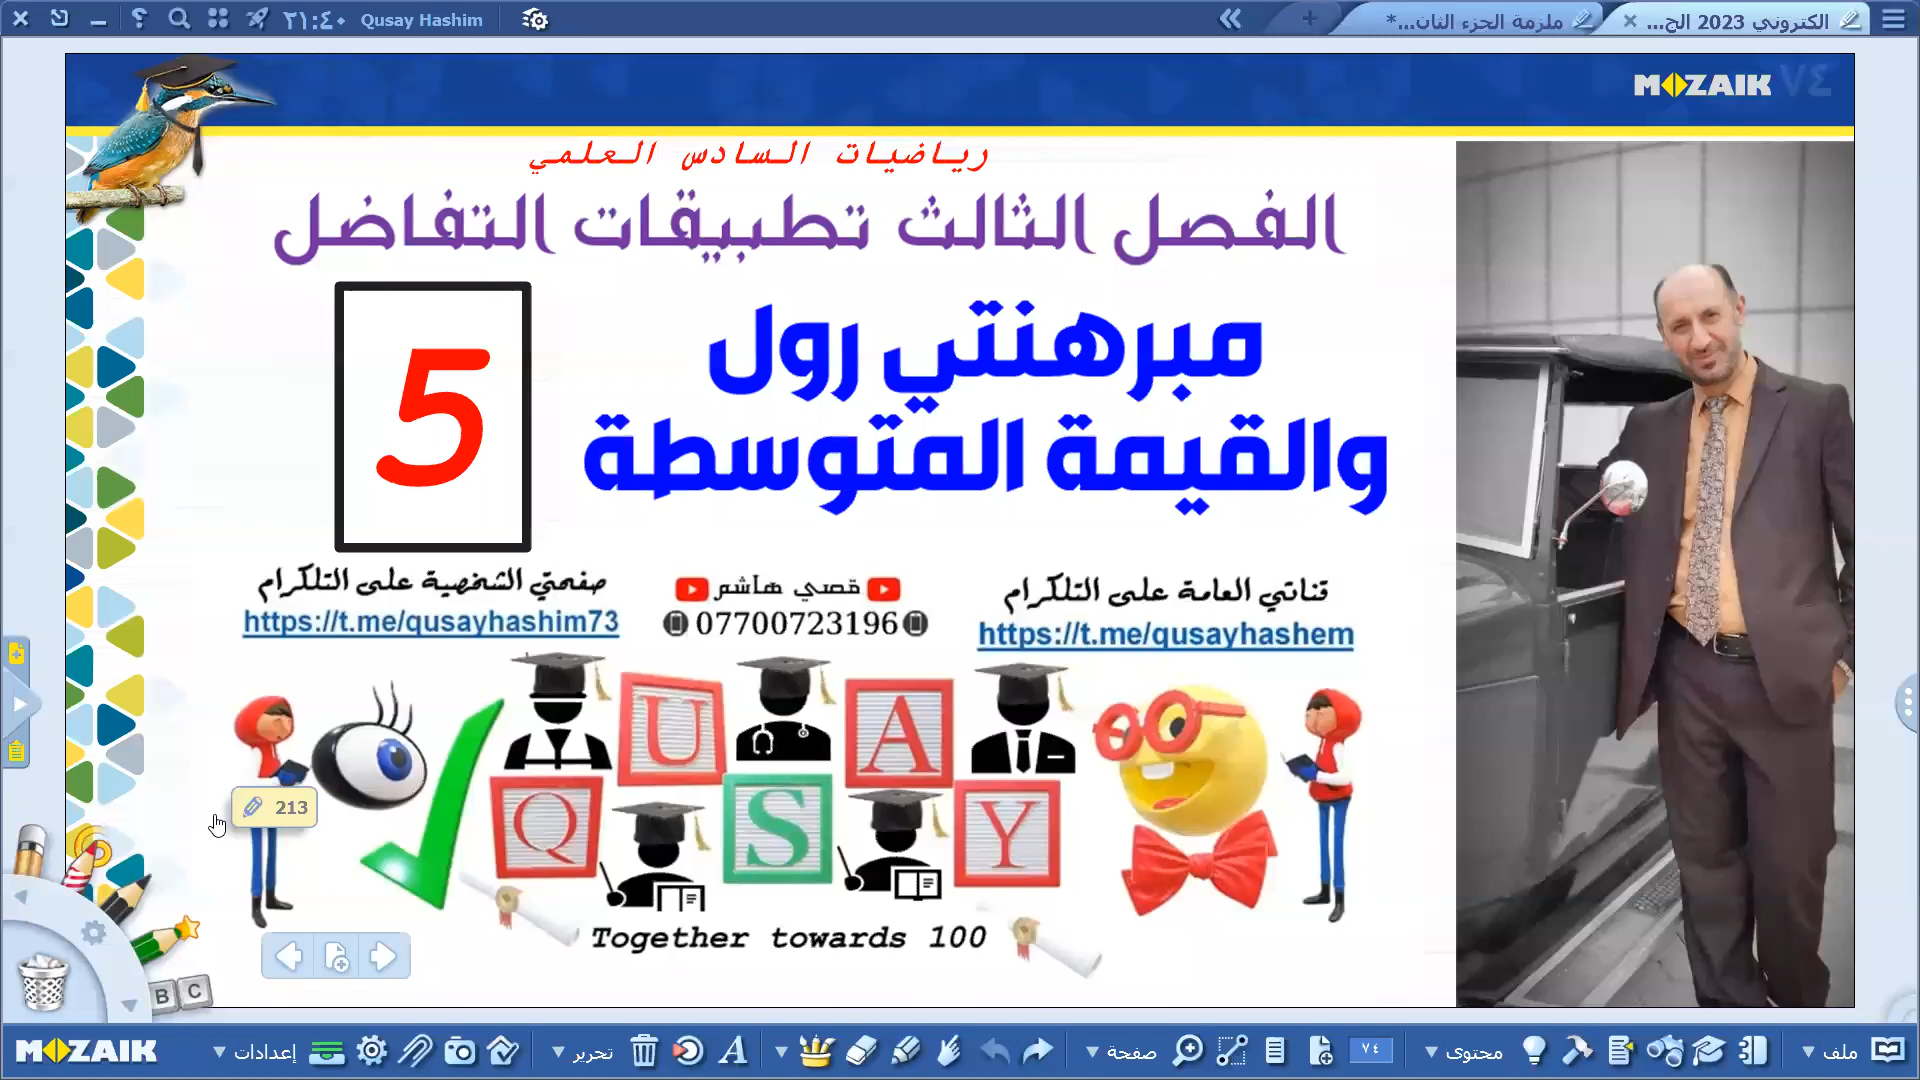 ٢١:٤٠ Qusay Hashim
ملزمة الجزء الثان...*
الكتروني 2023 الج...
MOZAIK ٧٤
رياضيات السادس العلمي
الفصل الثالث تطبيقات التفاضل
5
مبرهنتي رول
والقيمة المتوسطة
قناتي العامة على التلكرام
https://t.me/qusayhashem
قصي هاشم
07700723196
صفحتي الشخصية على التلكرام
https://t.me/qusayhashim73
U A
Q S Y
213
Together towards 100
B C
MOZAIK
إعدادات
تحرير
صفحة
٧٤
محتوى
ملف